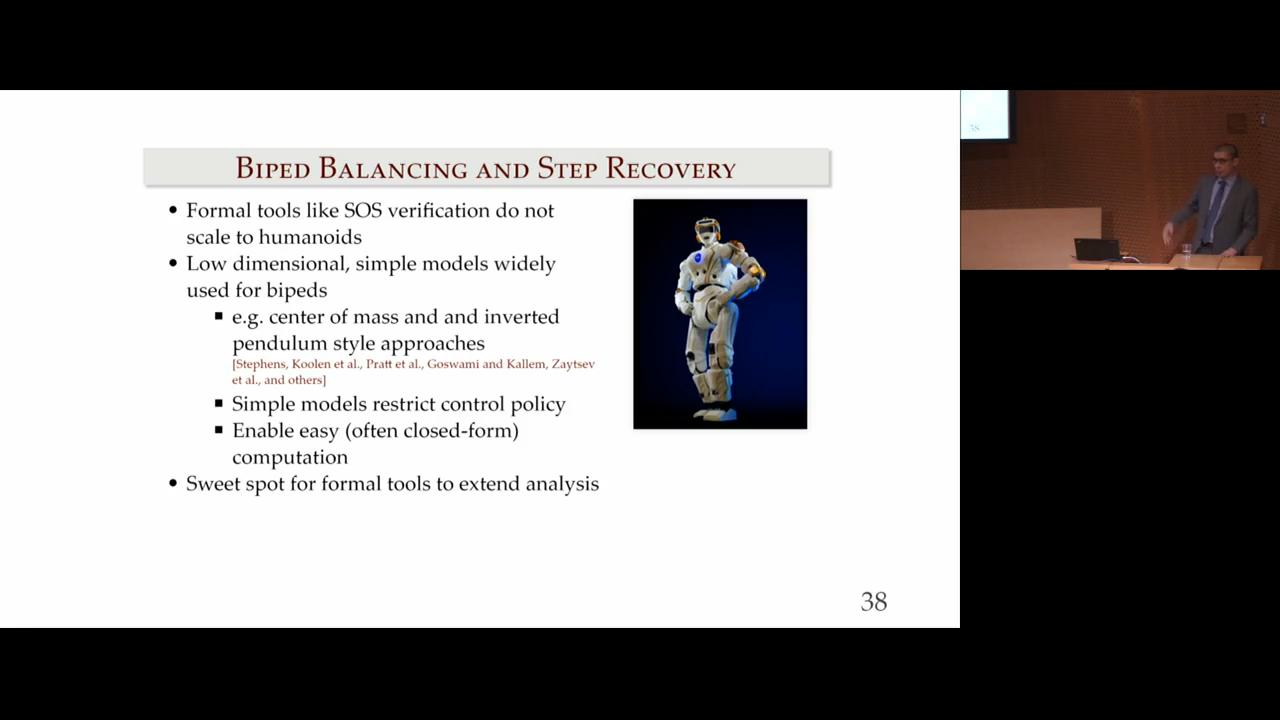 BIPED BALANCING AND STEP RECOVERY
• Formal tools like SOS verification do not
scale to humanoids
• Low dimensional, simple models widely
used for bipeds
▪ e.g. center of mass and and inverted
pendulum style approaches
[Stephens, Koolen et al., Pratt et al., Goswami and Kallem, Zaytsev
et al., and others]
▪ Simple models restrict control policy
▪ Enable easy (often closed-form)
computation
• Sweet spot for formal tools to extend analysis
38
38